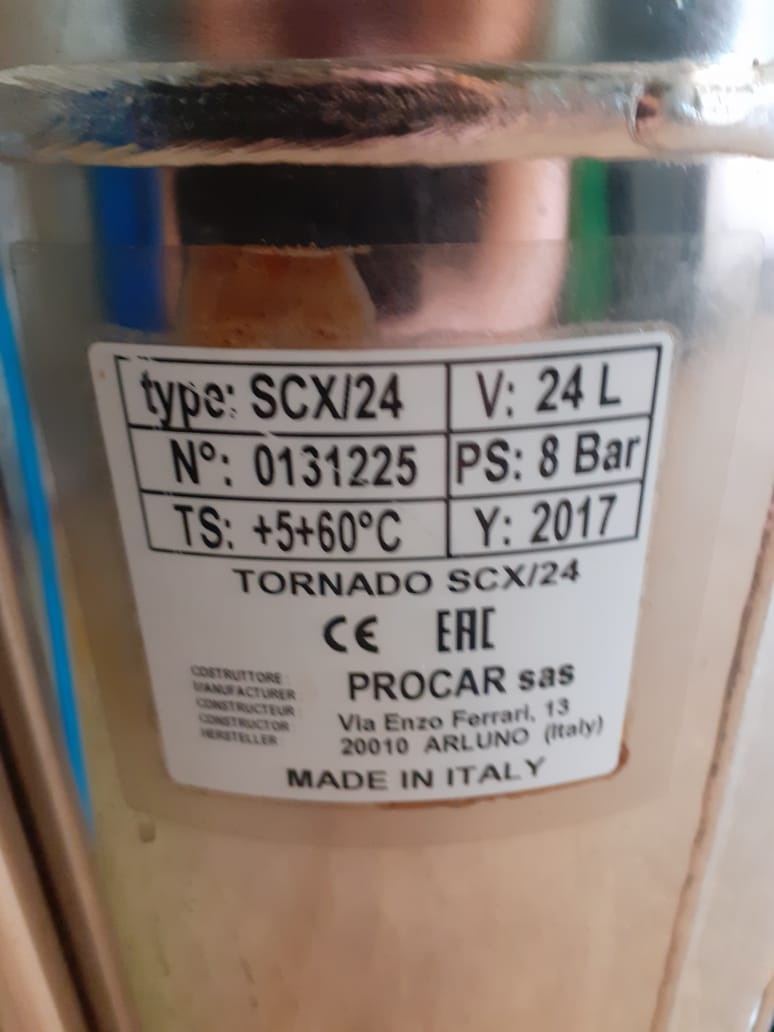 type: SCX/24 V: 24 L
N°: 0131225 PS: 8 Bar
TS: +5+60°C Y: 2017
TORNADO SCX/24
CE EAC
COSTRUTTORE:
MANUFACTURER
CONSTRUCTEUR:
CONSTRUCTOR
HERSTELLER:
PROCAR sas
Via Enzo Ferrari, 13
20010 ARLUNO (Italy)
MADE IN ITALY